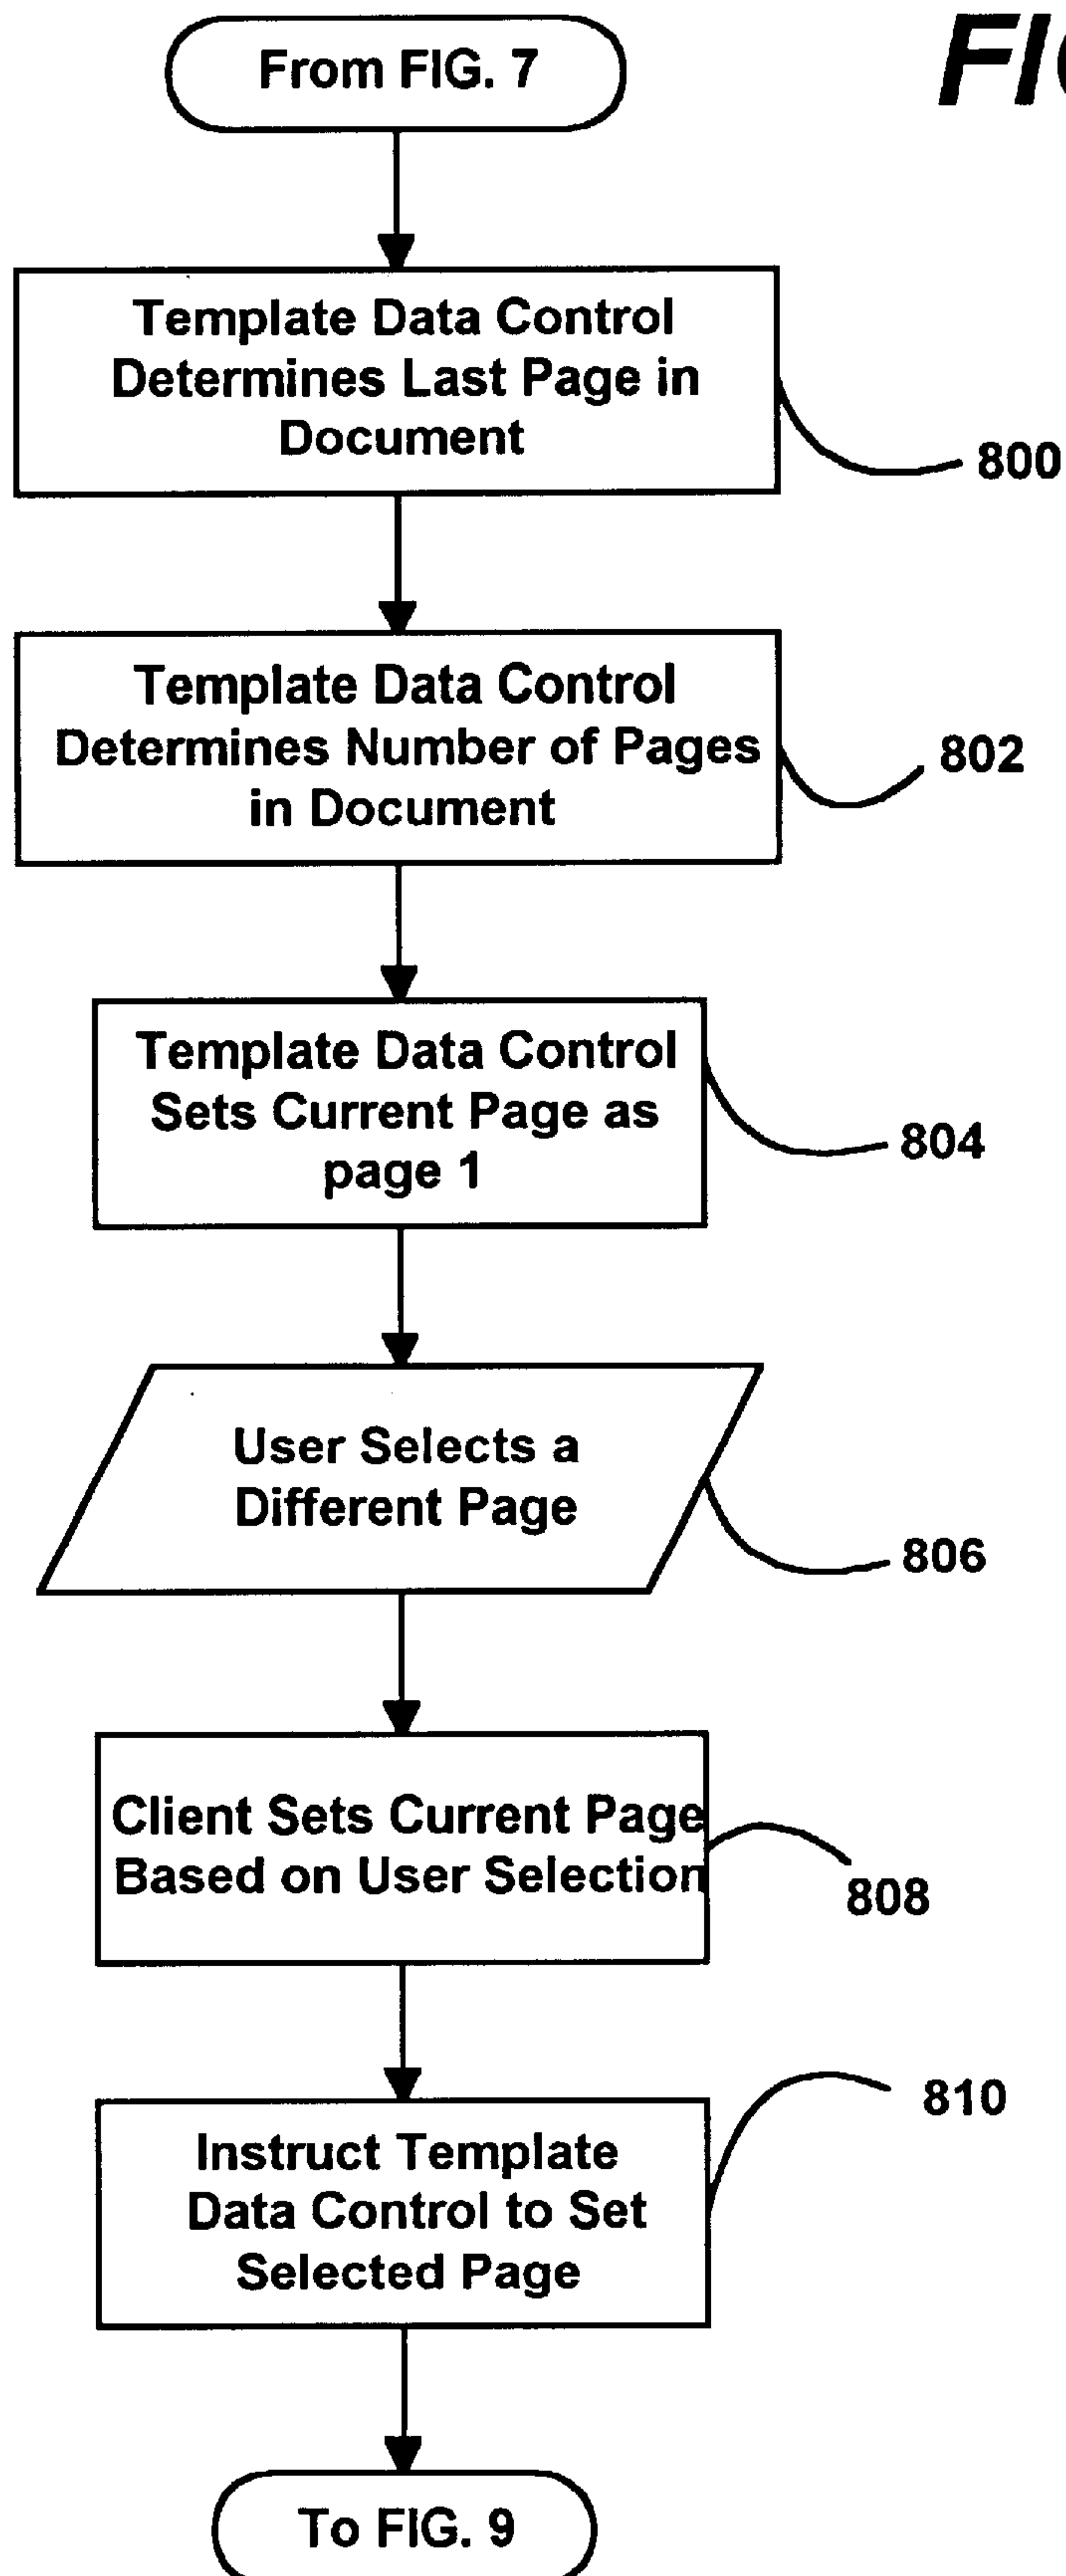 From FIG. 7
Template Data Control
Determines Last Page in
Document
800
Template Data Control
Determines Number of Pages
in Document
802
Template Data Control
Sets Current Page as
page 1
804
User Selects a
Different Page
806
Client Sets Current Page
Based on User Selection
808
Instruct Template
Data Control to Set
Selected Page
810
To FIG. 9